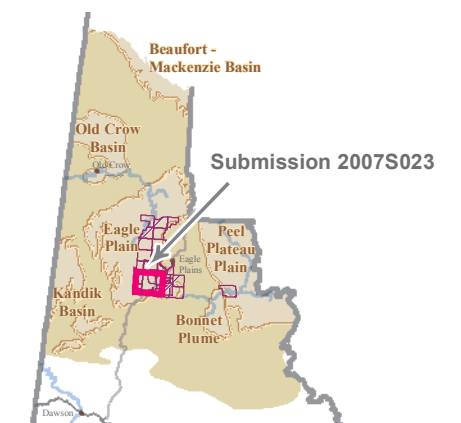 Beaufort -
Mackenzie Basin
Old Crow
Basin
Old Crow
Submission 2007S023
Eagle
Plain
Peel
Plateau
Plain
Eagle
Plains
Kandik
Basin
Bonnet
Plume
Dawson